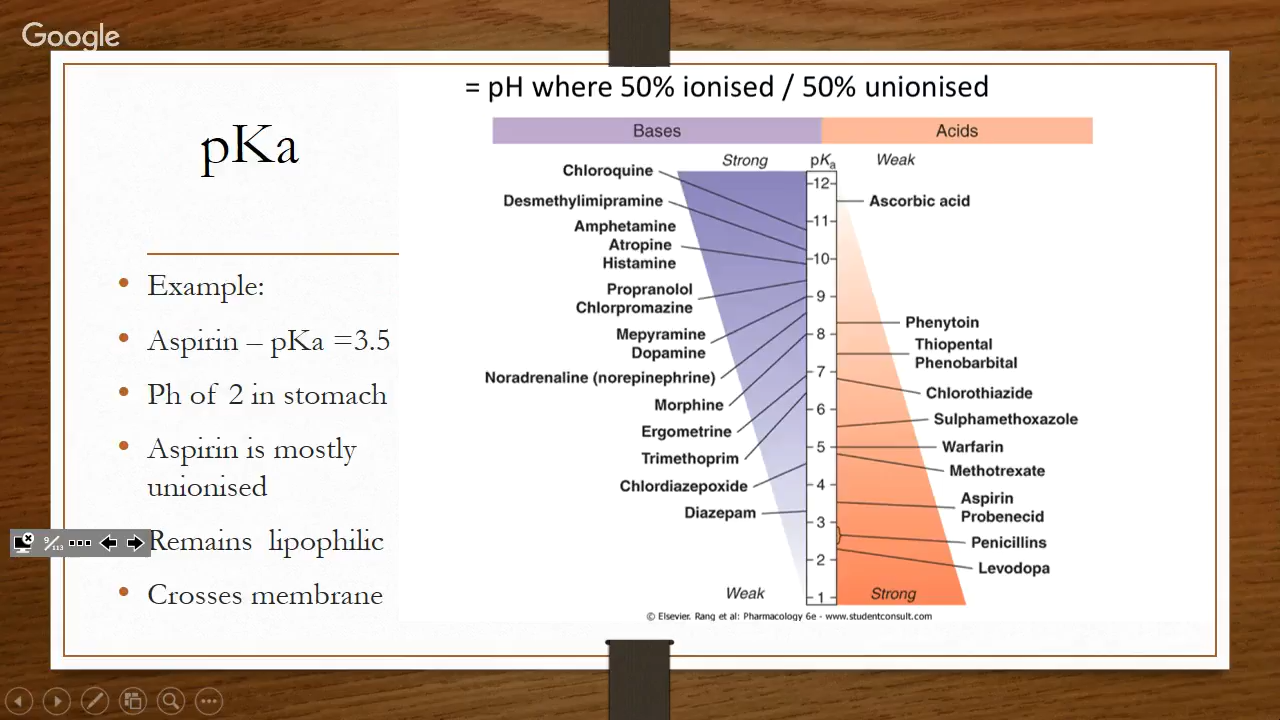 Google
pKa
Example:
Aspirin – pKa =3.5
Ph of 2 in stomach
Aspirin is mostly
unionised
Remains lipophilic
Crosses membrane
9/113
= pH where 50% ionised / 50% unionised
Bases
Acids
Strong
pKa
Weak
Chloroquine
Desmethylimipramine
Amphetamine
Atropine
Histamine
Propranolol
Chlorpromazine
Mepyramine
Dopamine
Noradrenaline (norepinephrine)
Morphine
Ergometrine
Trimethoprim
Chlordiazepoxide
Diazepam
12
11
10
9
8
7
6
5
4
3
2
1
Ascorbic acid
Phenytoin
Thiopental
Phenobarbital
Chlorothiazide
Sulphamethoxazole
Warfarin
Methotrexate
Aspirin
Probenecid
Penicillins
Levodopa
Weak
Strong
© Elsevier. Rang et al: Pharmacology 6e - www.studentconsult.com